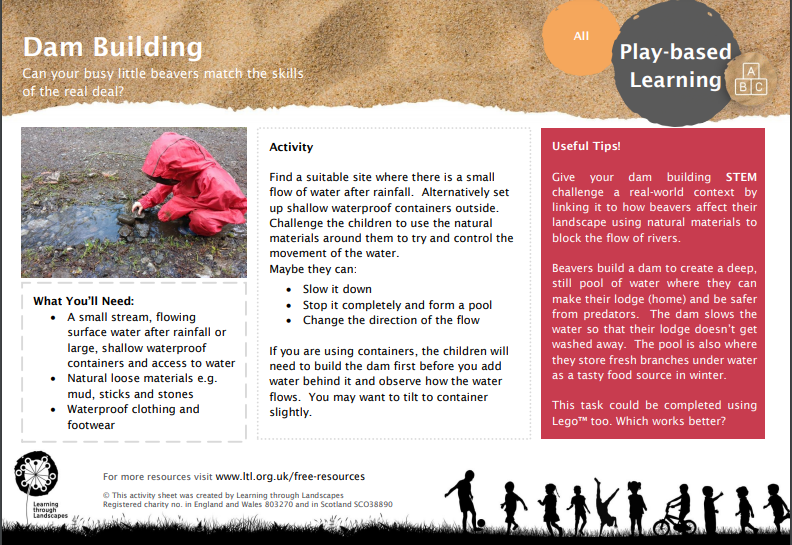 Dam Building
Can your busy little beavers match the skills
of the real deal?
All
Play-based
Learning
A
B C
What You'll Need:
• A small stream, flowing
surface water after rainfall or
large, shallow waterproof
containers and access to water
• Natural loose materials e.g.
mud, sticks and stones
• Waterproof clothing and
footwear
Activity
Find a suitable site where there is a small
flow of water after rainfall. Alternatively set
up shallow waterproof containers outside.
Challenge the children to use the natural
materials around them to try and control the
movement of the water.
Maybe they can:
• Slow it down
• Stop it completely and form a pool
• Change the direction of the flow
If you are using containers, the children will
need to build the dam first before you add
water behind it and observe how the water
flows. You may want to tilt to container
slightly.
Useful Tips!
Give your dam building STEM
challenge a real-world context by
linking it to how beavers affect their
landscape using natural materials to
block the flow of rivers.
Beavers build a dam to create a deep,
still pool of water where they can
make their lodge (home) and be safer
from predators. The dam slows the
water so that their lodge doesn't get
washed away. The pool is also where
they store fresh branches under water
as a tasty food source in winter.
This task could be completed using
Lego™ too. Which works better?
Learning
through
Landscapes
For more resources visit www.ltl.org.uk/free-resources
© This activity sheet was created by Learning through Landscapes
Registered charity no. in England and Wales 803270 and in Scotland SCO38890